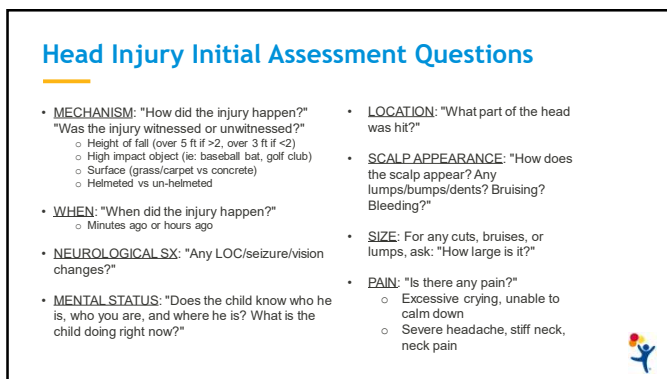 Head Injury Initial Assessment Questions
• MECHANISM: "How did the injury happen?"
"Was the injury witnessed or unwitnessed?"
o Height of fall (over 5 ft if >2, over 3 ft if <2)
o High impact object (ie: baseball bat, golf club)
o Surface (grass/carpet vs concrete)
o Helmeted vs un-helmeted
• WHEN: "When did the injury happen?"
o Minutes ago or hours ago
• NEUROLOGICAL SX: "Any LOC/seizure/vision
changes?"
• MENTAL STATUS: "Does the child know who he
is, who you are, and where he is? What is the
child doing right now?"
• LOCATION: "What part of the head
was hit?"
• SCALP APPEARANCE: "How does
the scalp appear? Any
lumps/bumps/dents? Bruising?
Bleeding?"
• SIZE: For any cuts, bruises, or
lumps, ask: "How large is it?"
• PAIN: "Is there any pain?"
o Excessive crying, unable to
calm down
o Severe headache, stiff neck,
neck pain